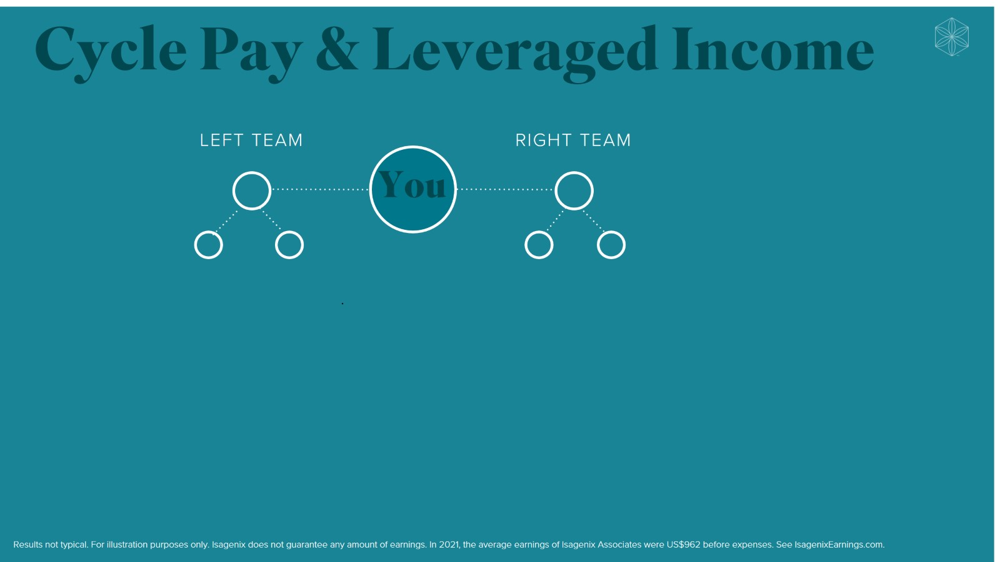 Cycle Pay & Leveraged Income
LEFT TEAM
RIGHT TEAM
You
Results not typical. For illustration purposes only. Isagenix does not guarantee any amount of earnings. In 2021, the average earnings of Isagenix Associates were US$962 before expenses. See IsagenixEarnings.com.